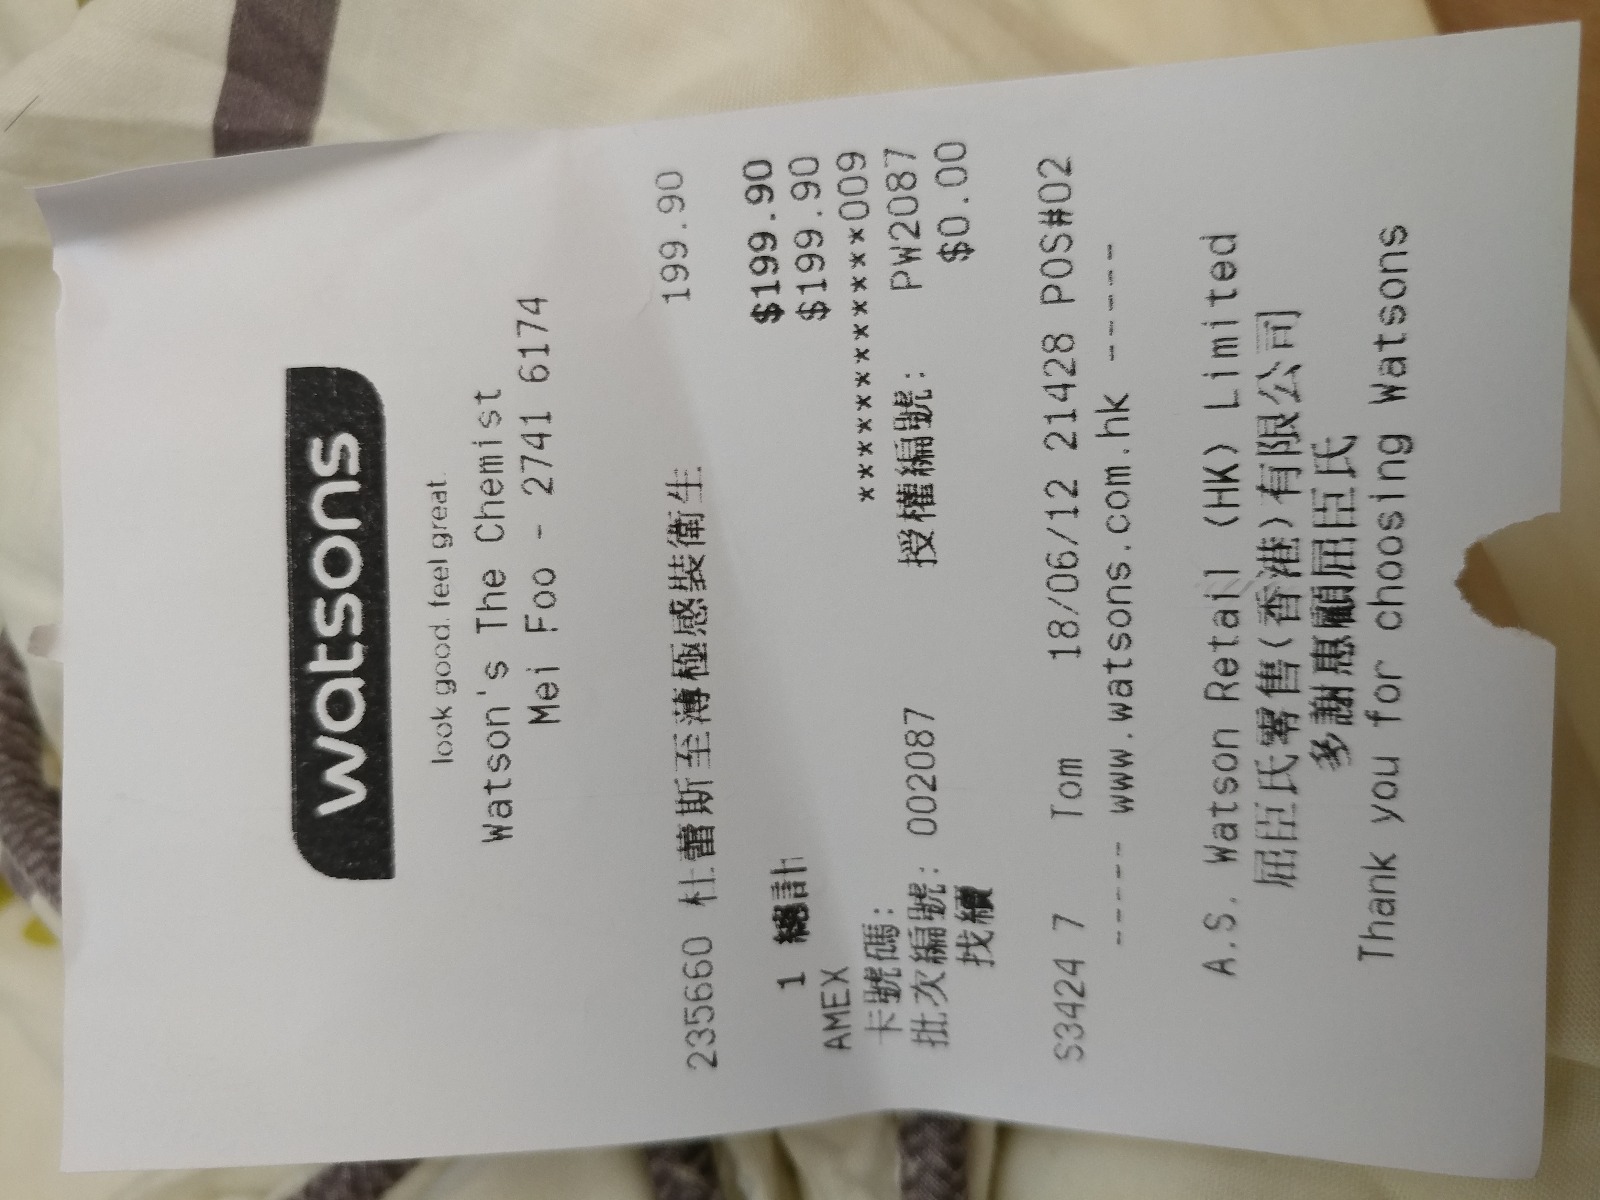 watsons
look good. feel great.
Watson's The Chemist
Mei Foo - 2741 6174
235660 杜蕾斯至薄極感裝衛生 199.90
1 總計 $199.90
AMEX $199.90
卡號碼: ************009
批次編號: 002087 授權編號: PW2087
找續 $0.00
S3424 7 Tom 18/06/12 21428 POS#02
----- www.watsons.com.hk -----
A.S. Watson Retail (HK) Limited
屈臣氏零售(香港)有限公司
多謝惠顧屈臣氏
Thank you for choosing Watsons